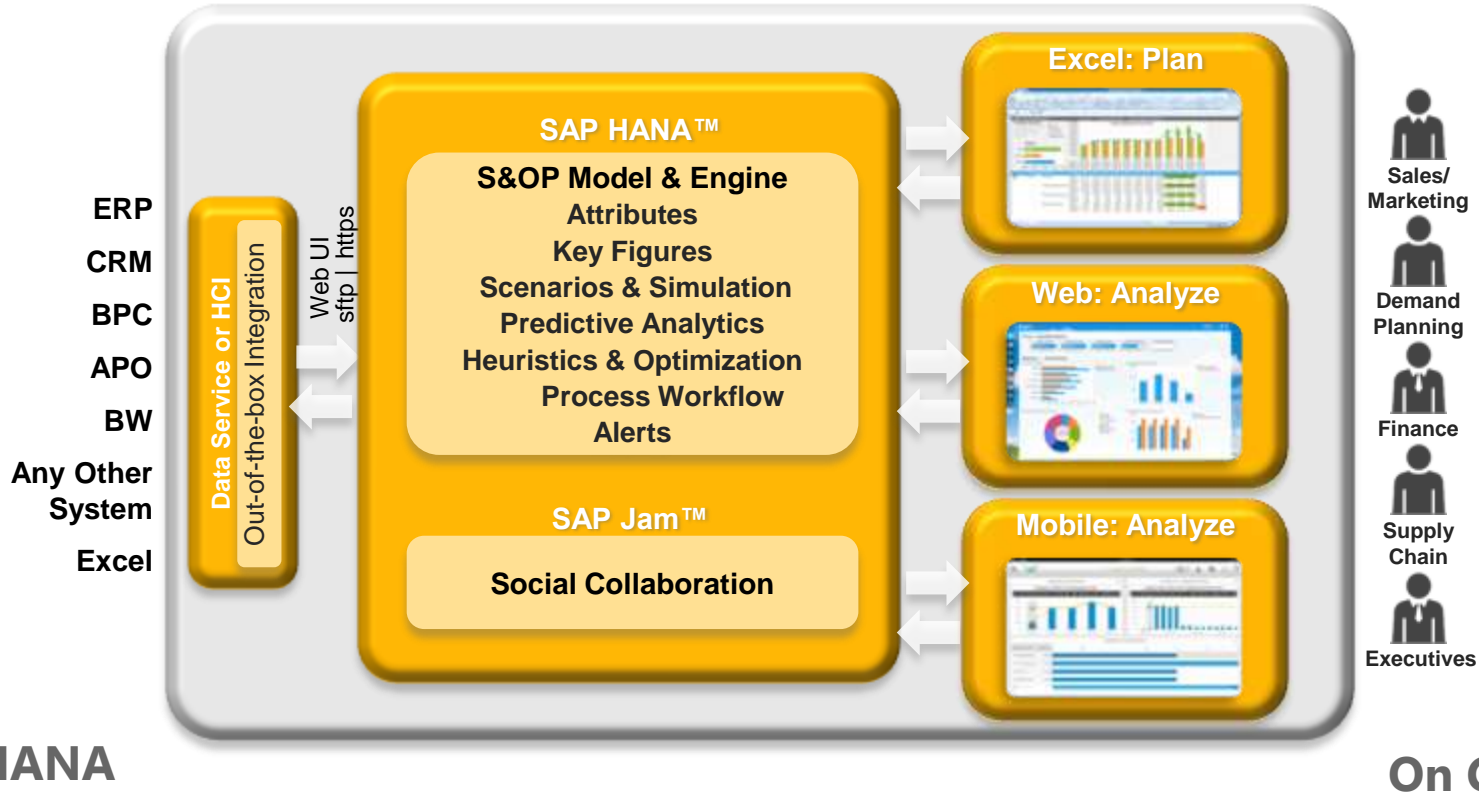 ERP
CRM
BPC
APO
BW
Any Other
System
Excel
Data Service or HCI
Out-of-the-box Integration
Web UI
sftp | https
SAP HANA™
S&OP Model & Engine
Attributes
Key Figures
Scenarios & Simulation
Predictive Analytics
Heuristics & Optimization
Process Workflow
Alerts
SAP Jam™
Social Collaboration
Excel: Plan
Web: Analyze
Mobile: Analyze
Sales/
Marketing
Demand
Planning
Finance
Supply
Chain
Executives
HANA
On